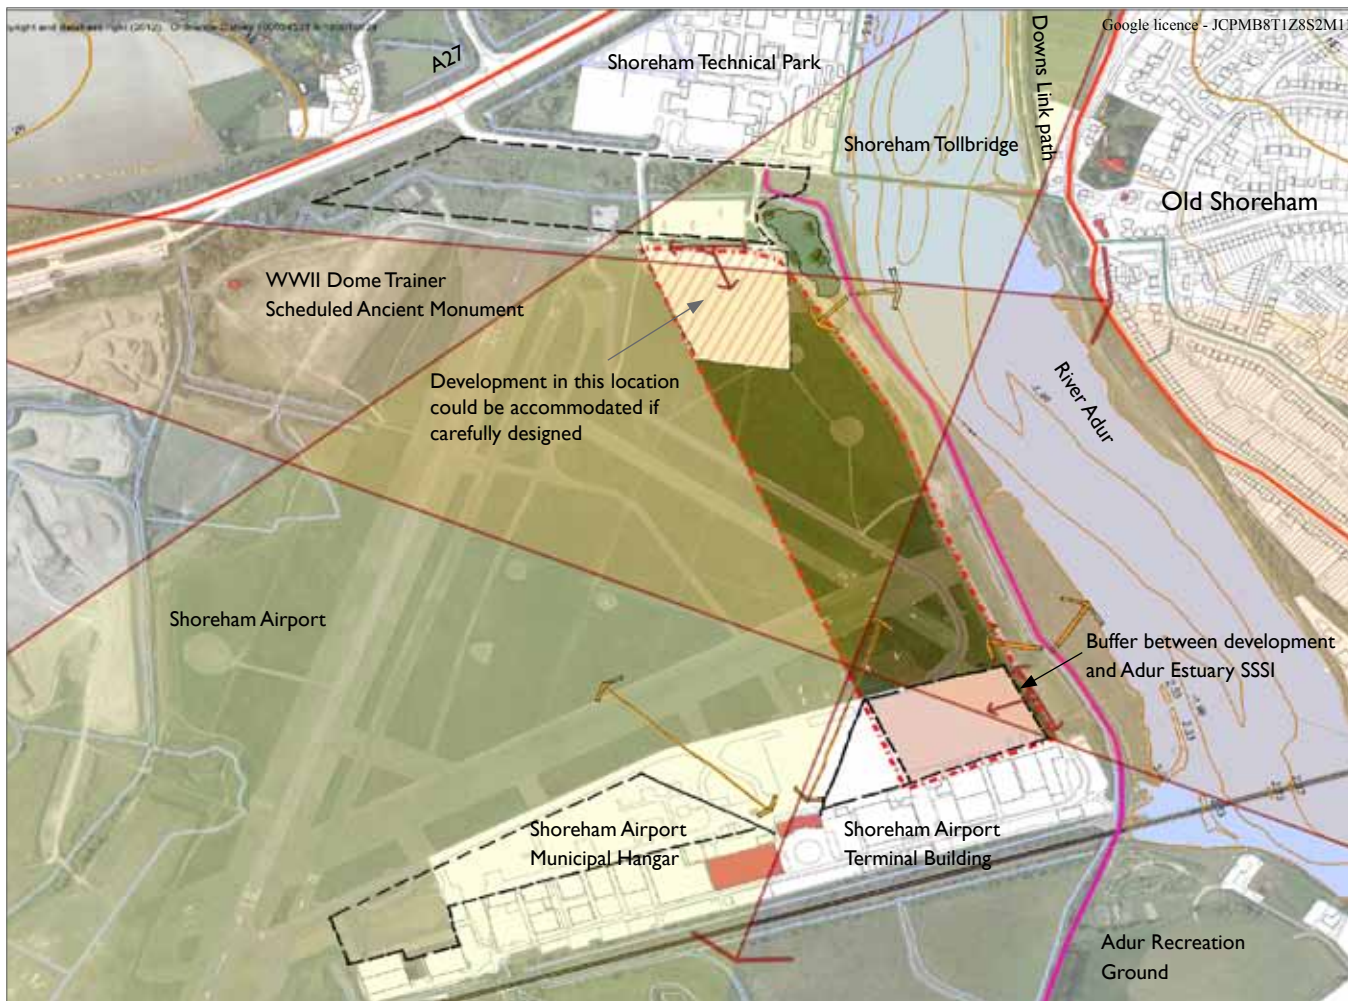 Google licence - JCPMB8T1Z8S2M1
A27
Shoreham Technical Park
Downs Link path
Shoreham Tollbridge
Old Shoreham
WWII Dome Trainer
Scheduled Ancient Monument
Development in this location
could be accommodated if
carefully designed
River Adur
Shoreham Airport
Buffer between development
and Adur Estuary SSSI
Shoreham Airport
Municipal Hangar
Shoreham Airport
Terminal Building
Adur Recreation
Ground